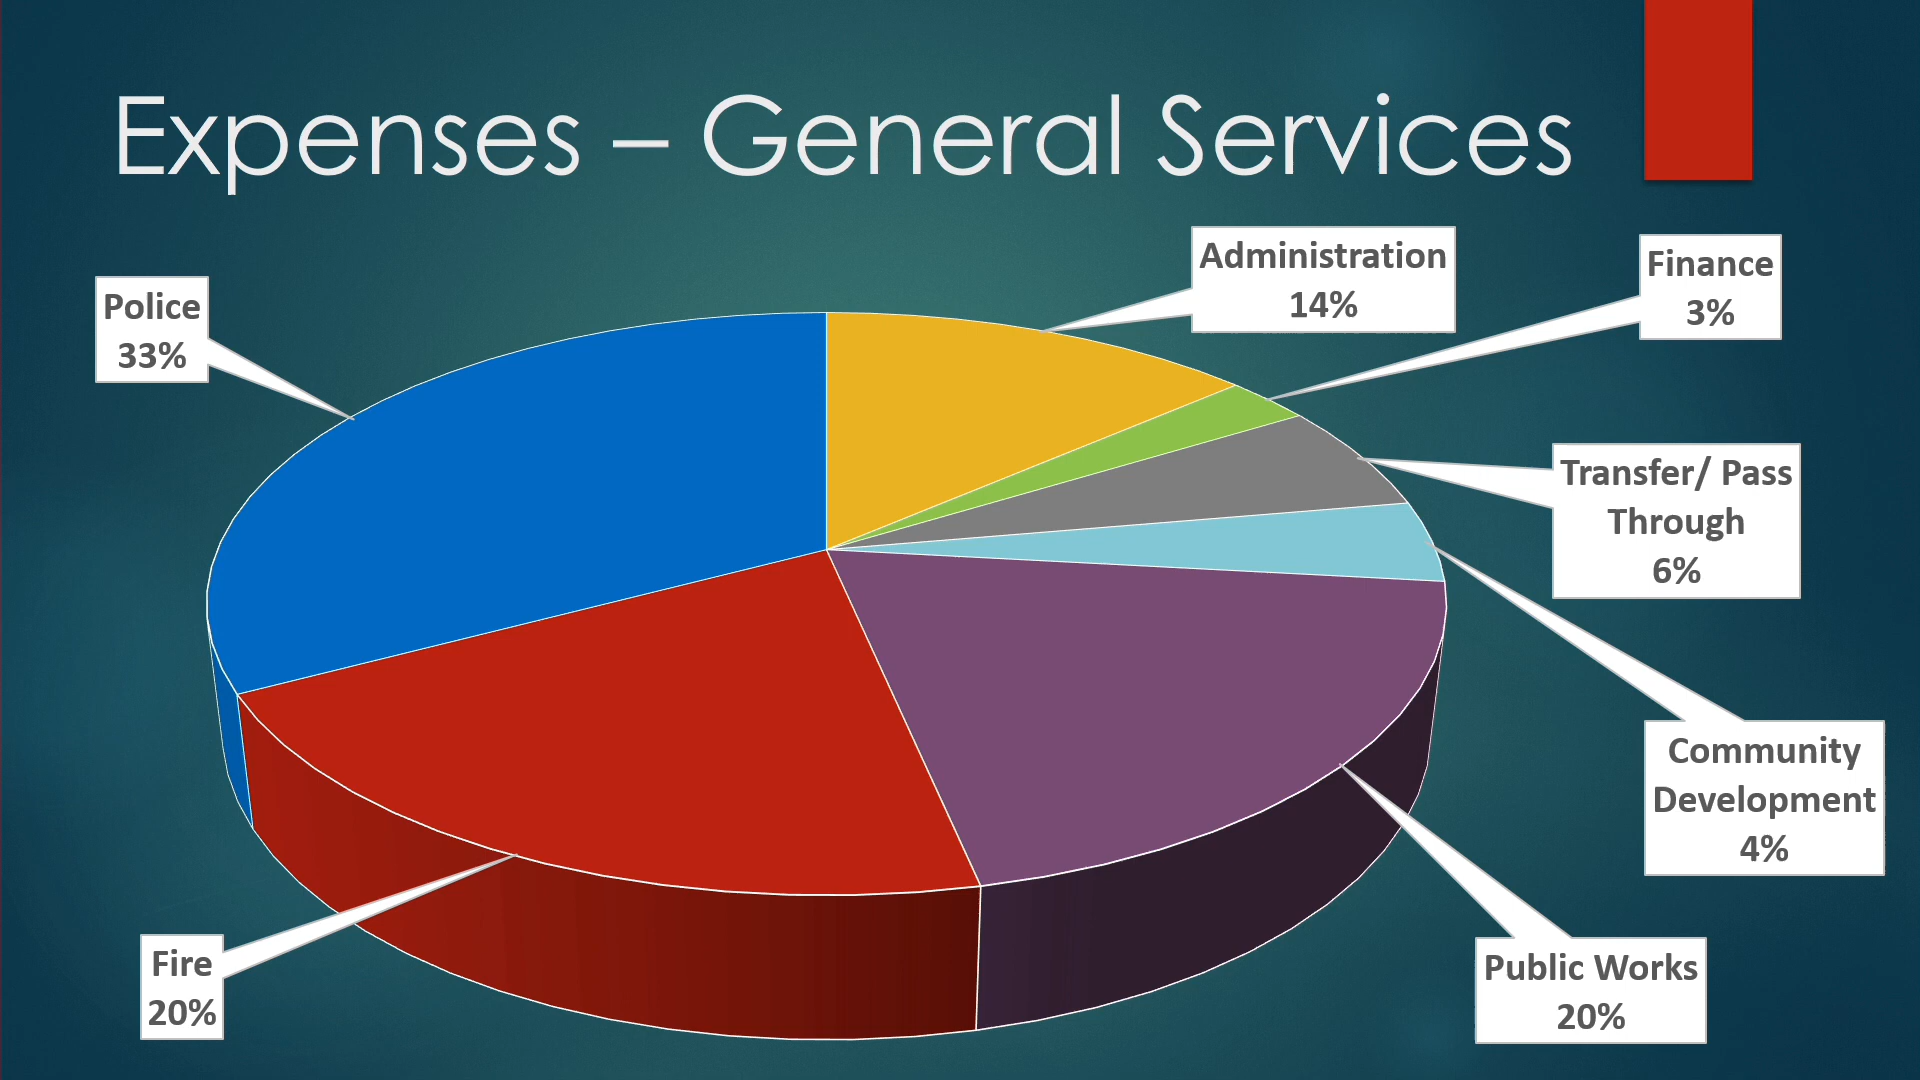 Expenses – General Services
Administration
14%
Finance
3%
Police
33%
Transfer/ Pass
Through
6%
Community
Development
4%
Fire
20%
Public Works
20%